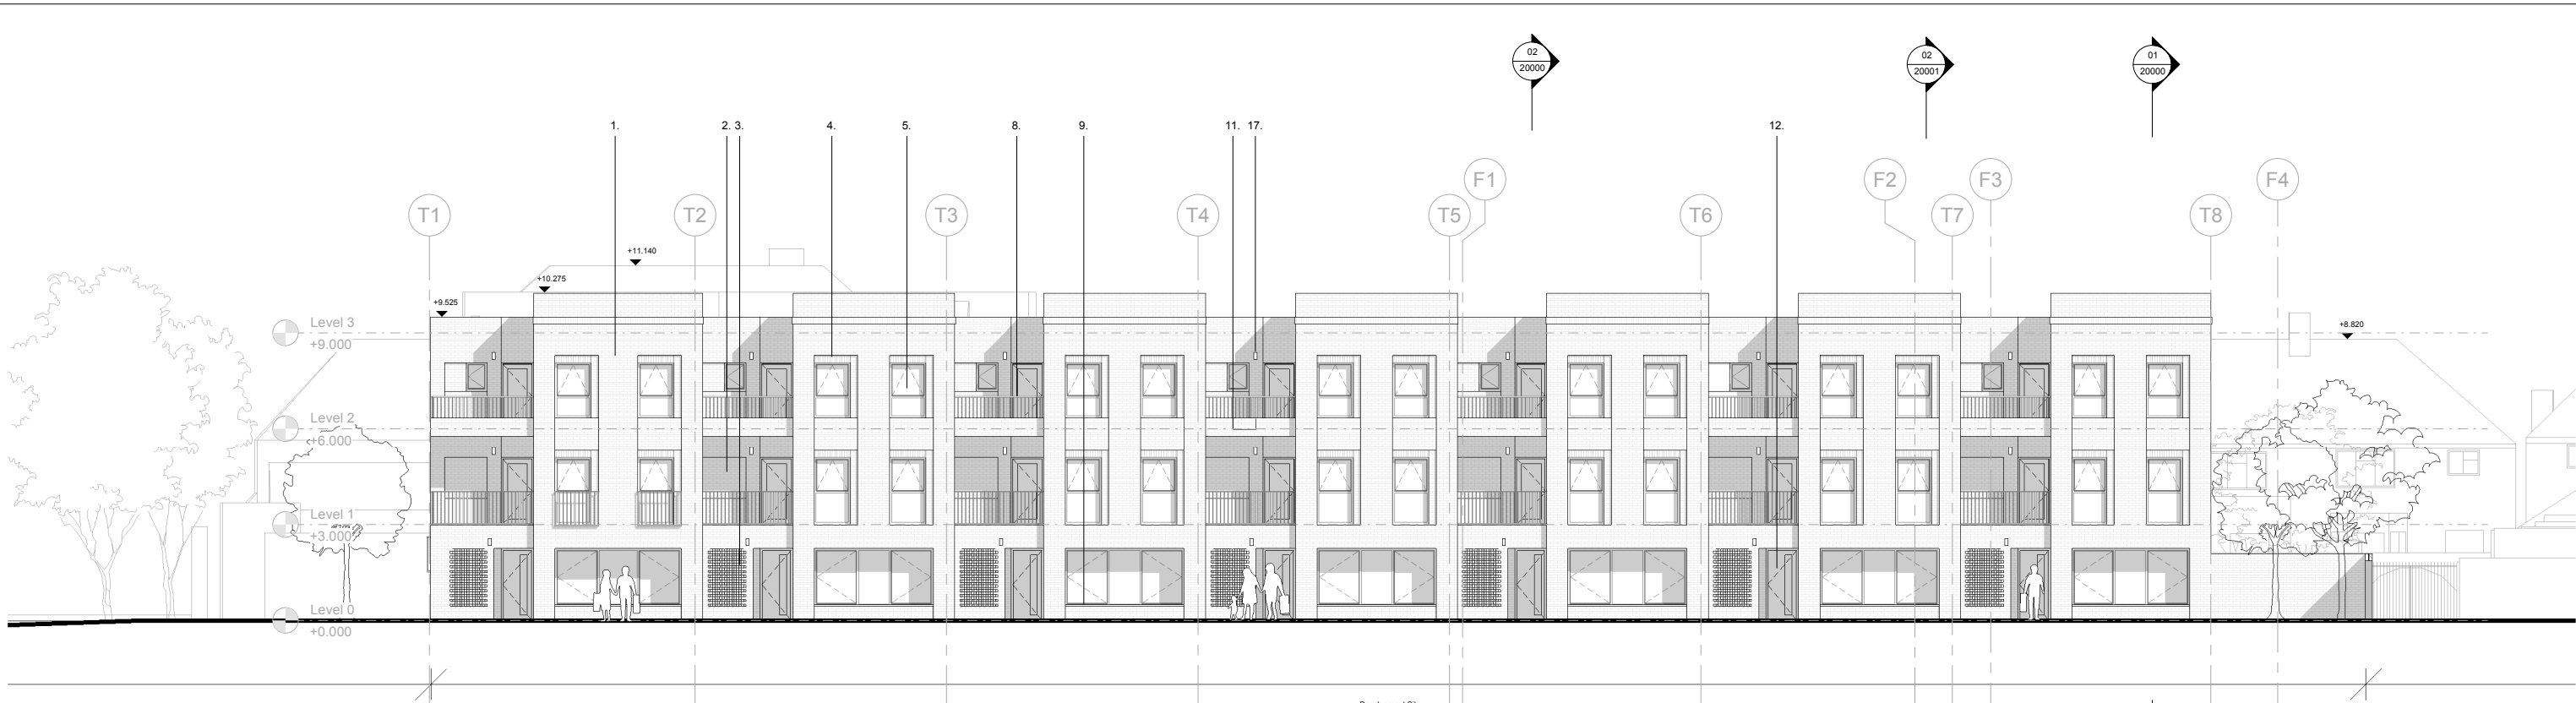 02
20000
02
20001
01
20000
1.
2. 3.
4.
5.
8.
9.
11. 17.
12.
F1
F2
F3
F4
T1
T2
T3
T4
T5
T6
T7
T8
+11.140
+10.275
+9.525
Level 3
+9.000
+8.820
Level 2
+6.000
Level 1
+3.000
Level 0
+0.000